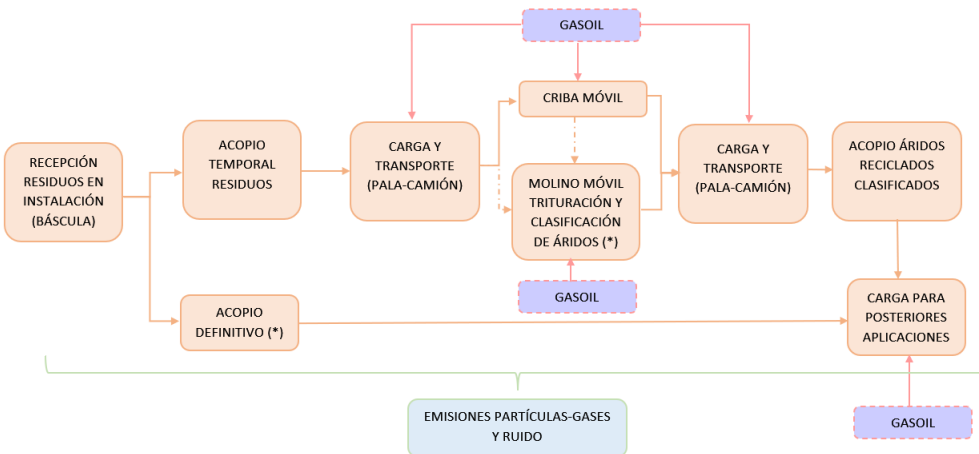 GASOIL
CRIBA MÓVIL
RECEPCIÓN
RESIDUOS EN
INSTALACIÓN
(BÁSCULA)
ACOPIO
TEMPORAL
RESIDUOS
CARGA Y
TRANSPORTE
(PALA-CAMIÓN)
MOLINO MÓVIL
TRITURACIÓN Y
CLASIFICACIÓN
DE ÁRIDOS (*)
CARGA Y
TRANSPORTE
(PALA-CAMIÓN)
ACOPIO ÁRIDOS
RECICLADOS
CLASIFICADOS
GASOIL
ACOPIO
DEFINITIVO (*)
CARGA PARA
POSTERIORES
APLICACIONES
EMISIONES PARTÍCULAS-GASES
Y RUIDO
GASOIL